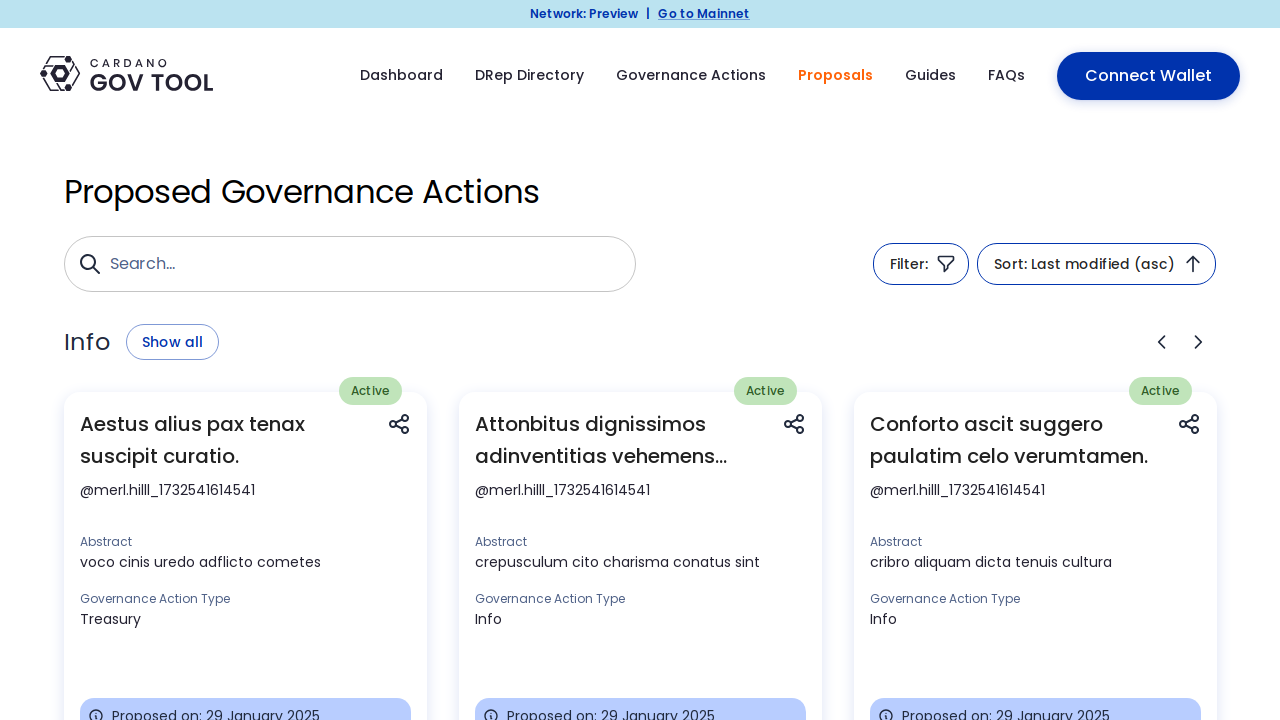 Network: Preview | Go to Mainnet
CARDANO
GOV TOOL
Dashboard DRep Directory Governance Actions Proposals Guides FAQs Connect Wallet
Proposed Governance Actions
Search...
Filter: Sort: Last modified (asc)
Info Show all
Active
Aestus alius pax tenax
suscipit curatio.
@merl.hilll_1732541614541
Abstract
voco cinis uredo adflicto cometes
Governance Action Type
Treasury
Proposed on: 29 January 2025
Active
Attonbitus dignissimos
adinventitias vehemens...
@merl.hilll_1732541614541
Abstract
crepusculum cito charisma conatus sint
Governance Action Type
Info
Proposed on: 29 January 2025
Active
Conforto ascit suggero
paulatim celo verumtamen.
@merl.hilll_1732541614541
Abstract
cribro aliquam dicta tenuis cultura
Governance Action Type
Info
Proposed on: 29 January 2025